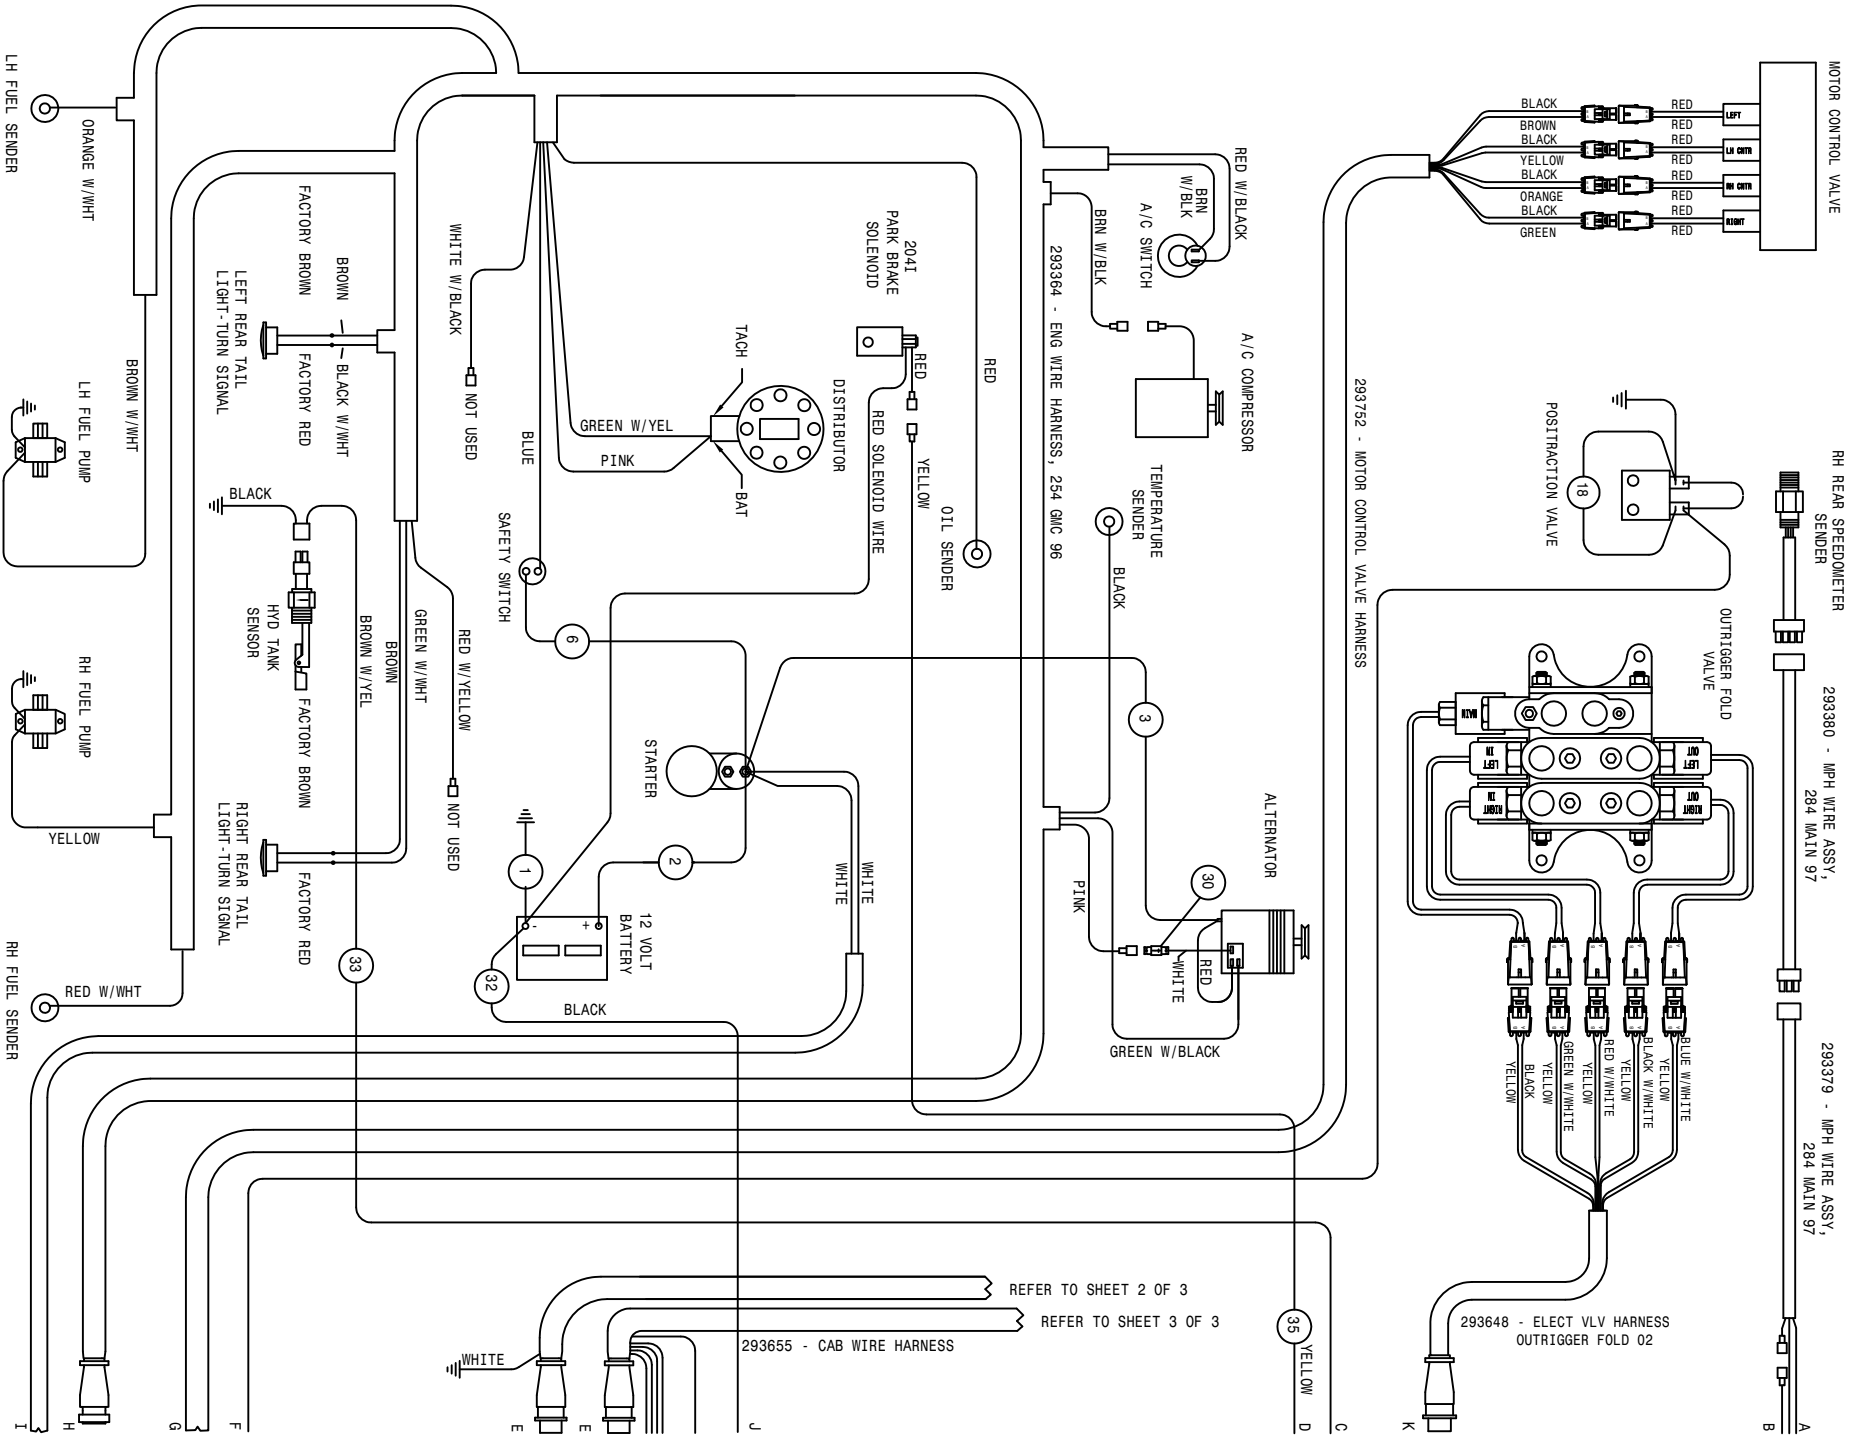 MOTOR CONTROL VALVE
LEFT
LH CNTR
RH CNTR
RIGHT
RED
RED
RED
RED
RED
RED
RED
RED
BLACK
BROWN
BLACK
YELLOW
BLACK
ORANGE
BLACK
GREEN
RH REAR SPEEDOMETER
SENDER
293380 - MPH WIRE ASSY,
284 MAIN 97
293379 - MPH WIRE ASSY,
284 MAIN 97
A
B
POSITRACTION VALVE
18
OUTRIGGER FOLD
VALVE
MAIN
LEFT
IN
RIGHT
IN
LEFT
OUT
RIGHT
OUT
BLUE W/WHITE
YELLOW
BLACK W/WHITE
YELLOW
RED W/WHITE
YELLOW
GREEN W/WHITE
YELLOW
BLACK
YELLOW
293648 - ELECT VLV HARNESS
OUTRIGGER FOLD 02
K
293752 - MOTOR CONTROL VALVE HARNESS
RED W/BLACK
BRN
W/BLK
A/C SWITCH
BRN W/BLK
A/C COMPRESSOR
293364 - ENG WIRE HARNESS, 254 GMC 96
TEMPERATURE
SENDER
BLACK
3
ALTERNATOR
30
PINK
WHITE
RED
GREEN W/BLACK
35
YELLOW
C
D
204I
PARK BRAKE
SOLENOID
RED
RED
RED SOLENOID WIRE
YELLOW
OIL SENDER
DISTRIBUTOR
TACH
BAT
GREEN W/YEL
PINK
BLUE
WHITE W/BLACK
NOT USED
SAFETY SWITCH
6
STARTER
WHITE
WHITE
2
1
12 VOLT
BATTERY
+
-
32
BLACK
J
LH FUEL SENDER
ORANGE W/WHT
BROWN W/WHT
LH FUEL PUMP
FACTORY BROWN
BROWN
LEFT REAR TAIL
LIGHT-TURN SIGNAL
FACTORY RED
BLACK W/WHT
BLACK
HYD TANK
SENSOR
BROWN W/YEL
BROWN
GREEN W/WHT
RED W/YELLOW
NOT USED
RH FUEL PUMP
YELLOW
FACTORY BROWN
RIGHT REAR TAIL
LIGHT-TURN SIGNAL
FACTORY RED
33
RH FUEL SENDER
RED W/WHT
REFER TO SHEET 2 OF 3
REFER TO SHEET 3 OF 3
293655 - CAB WIRE HARNESS
WHITE
I
H
G
F
E
E